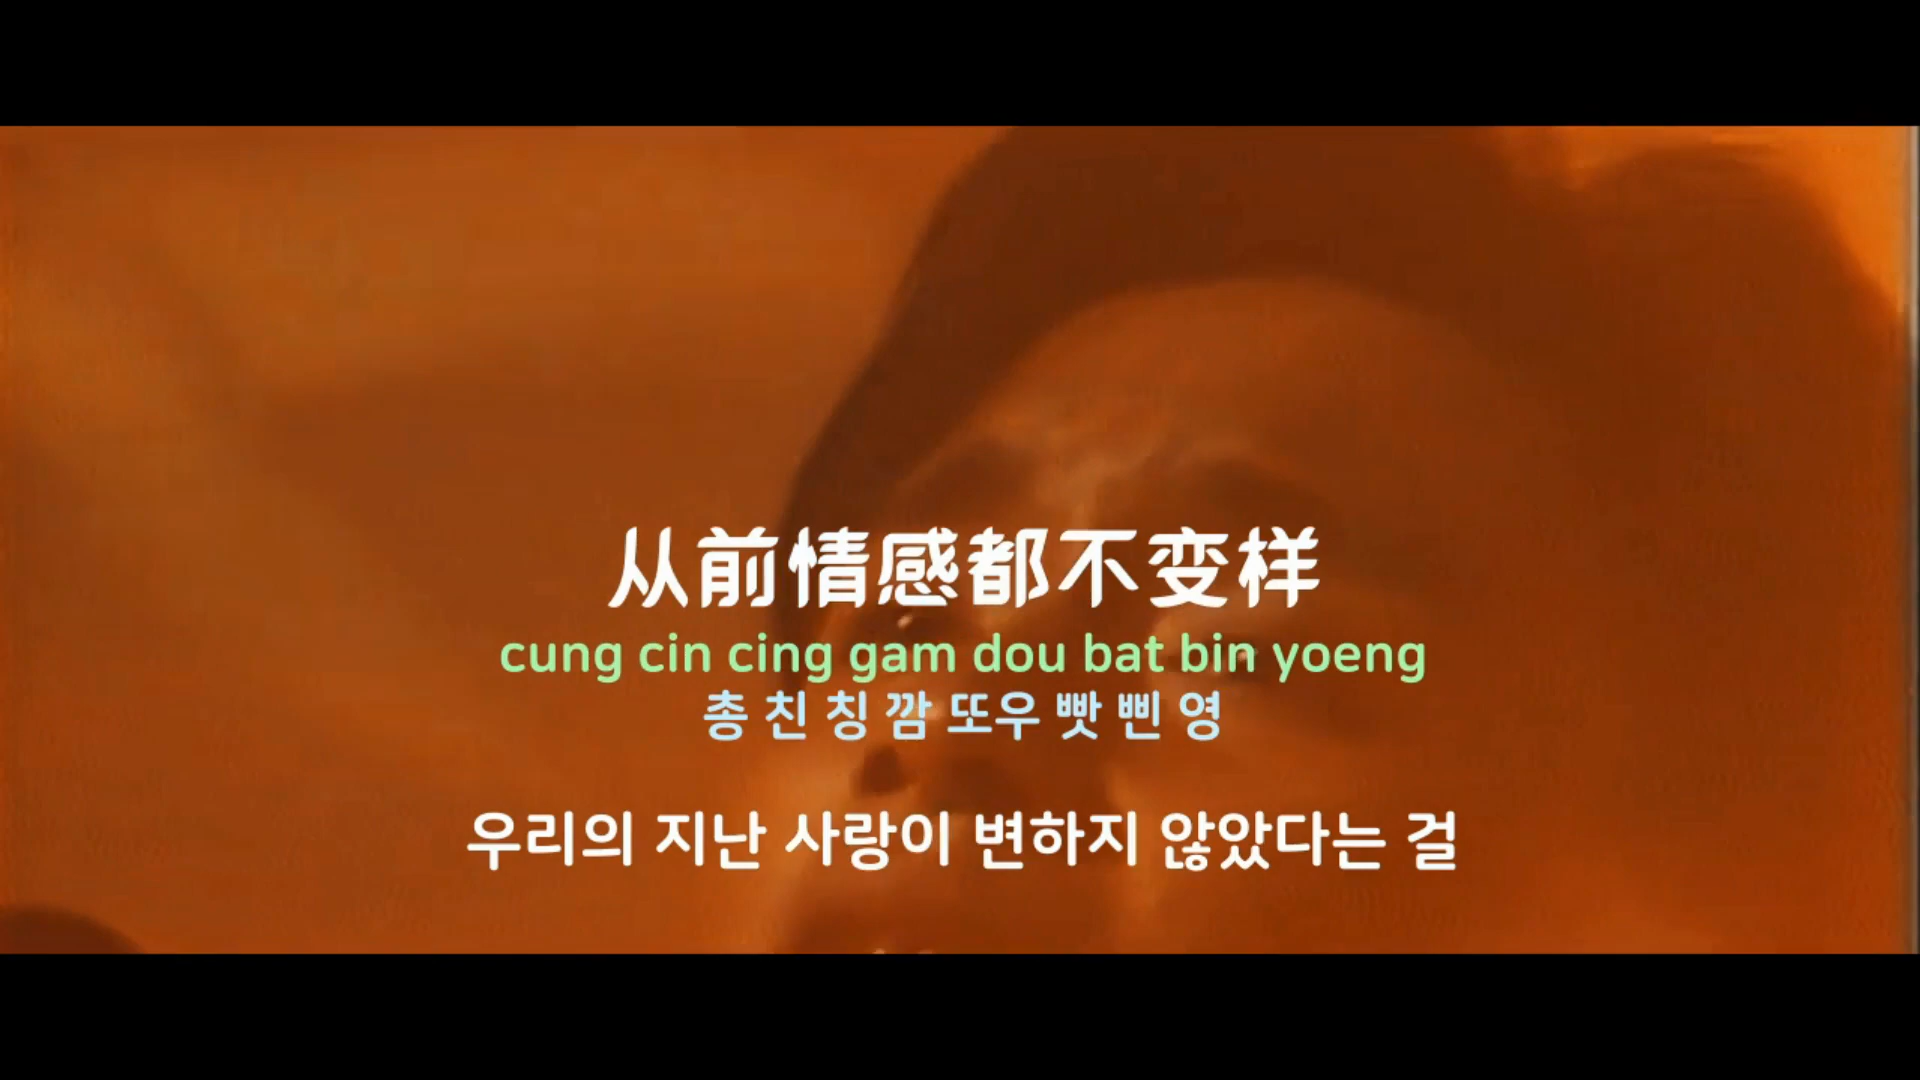 从前情感都不变样
cung cin cing gam dou bat bin yoeng
총 친 칭 깜 또우 빳 삔 영
우리의 지난 사랑이 변하지 않았다는 걸